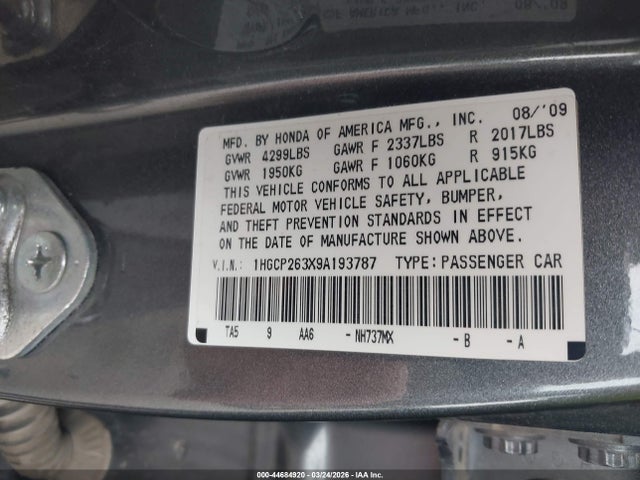 MFD. BY HONDA OF AMERICA MFG., INC. 08/'09
GVWR 4299LBS GAWR F 2337LBS R 2017LBS
GVWR 1950KG GAWR F 1060KG R 915KG
THIS VEHICLE CONFORMS TO ALL APPLICABLE
FEDERAL MOTOR VEHICLE SAFETY, BUMPER,
AND THEFT PREVENTION STANDARDS IN EFFECT
ON THE DATE OF MANUFACTURE SHOWN ABOVE.
V.I.N.: 1HGCP263X9A193787 TYPE:PASSENGER CAR
TA5 9 AA6 -NH737MX -B -A
000-44684920 - 03/24/2026 - IAA Inc.